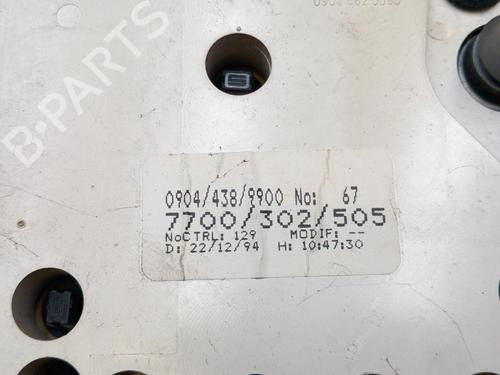 B-PARTS
0904/438/9900 No: 67
7700/302/505
NoCTRL: 129 MODIF: --
D: 22/12/94 H: 10:47:30